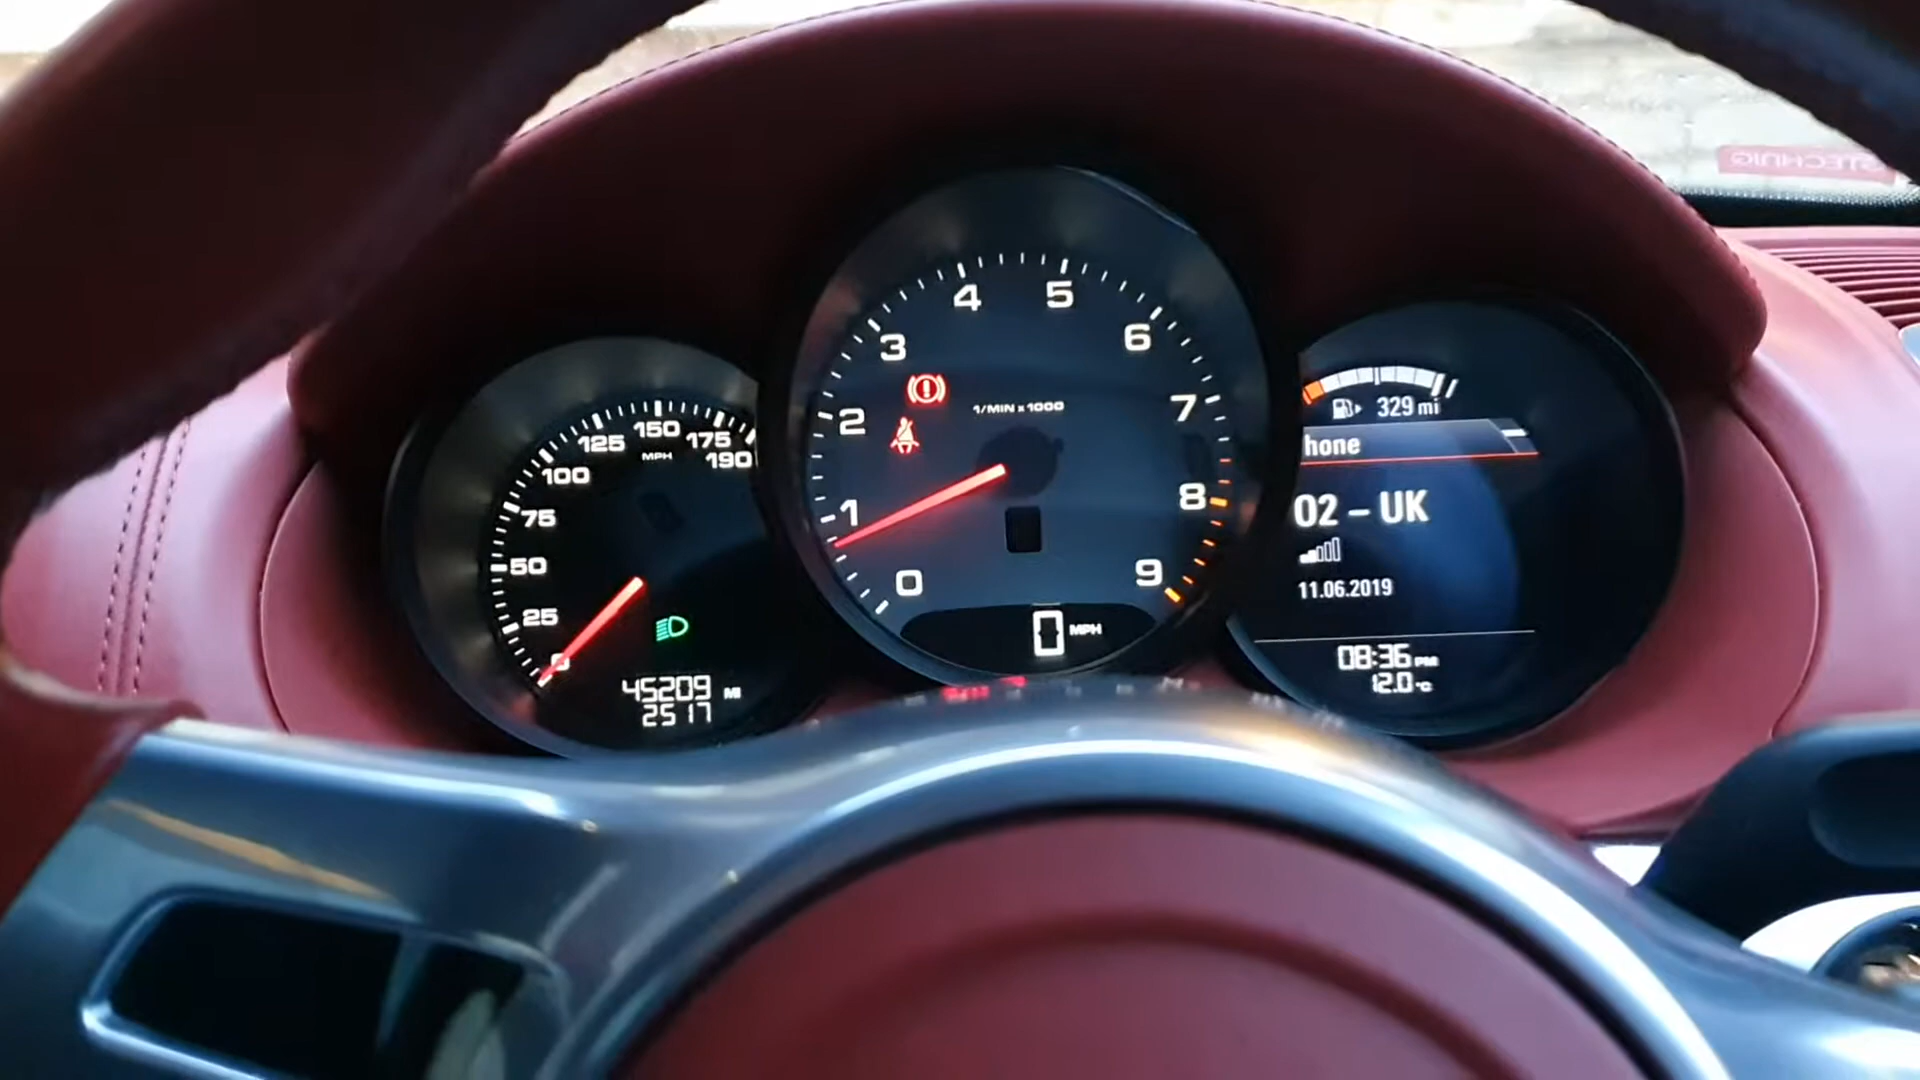 125
150
175
190
MPH
100
75
50
25
0
45209 MI
2517
4
5
3
6
2
7
1/MIN x 1000
1
8
0
9
0 MPH
329 mi
hone
O2 – UK
11.06.2019
08:36 PM
12.0°C